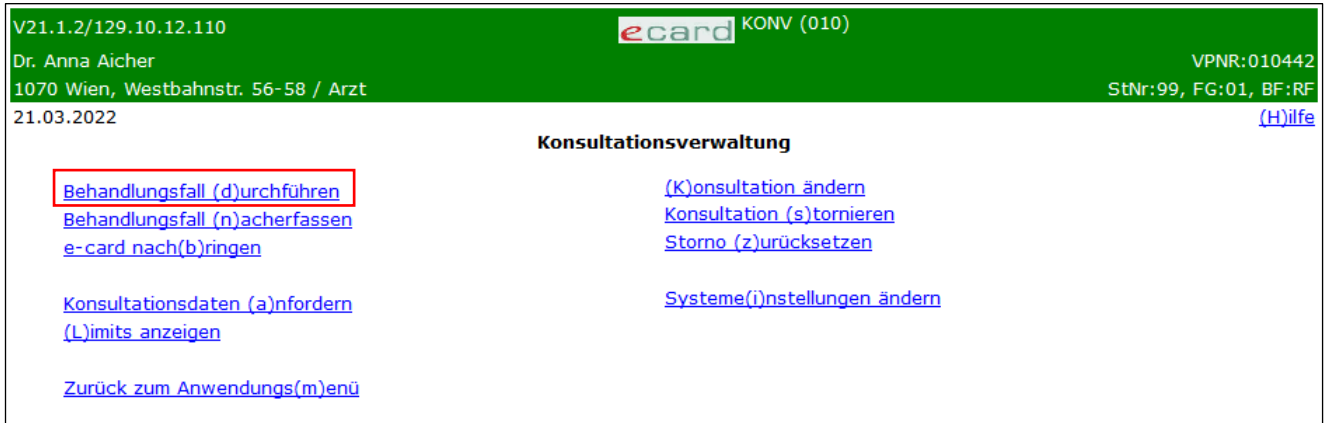 V21.1.2/129.10.12.110 ecard KONV (010)
Dr. Anna Aicher VPNR:010442
1070 Wien, Westbahnstr. 56-58 / Arzt StNr:99, FG:01, BF:RF
21.03.2022 (H)ilfe
Konsultationsverwaltung
Behandlungsfall (d)urchführen (K)onsultation ändern
Behandlungsfall (n)acherfassen Konsultation (s)tornieren
e-card nach(b)ringen Storno (z)urücksetzen
Konsultationsdaten (a)nfordern Systeme(i)nstellungen ändern
(L)imits anzeigen
Zurück zum Anwendungs(m)enü